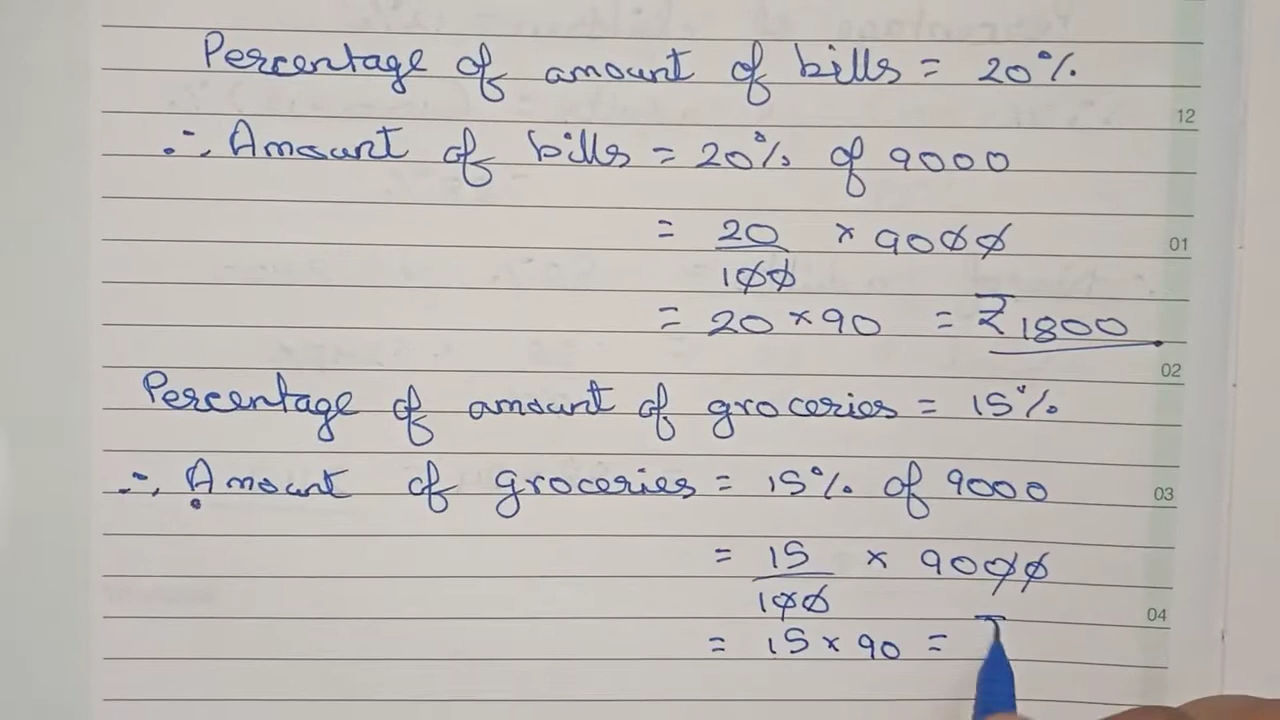 Percentage of amount of bills = 20%
12
∴ Amount of bills = 20% of 9000
= 20/100 × 9000
01
= 20 × 90 = ₹1800
02
Percentage of amount of groceries = 15%
∴ Amount of groceries = 15% of 9000
03
= 15/100 × 9000
04
= 15 × 90 =